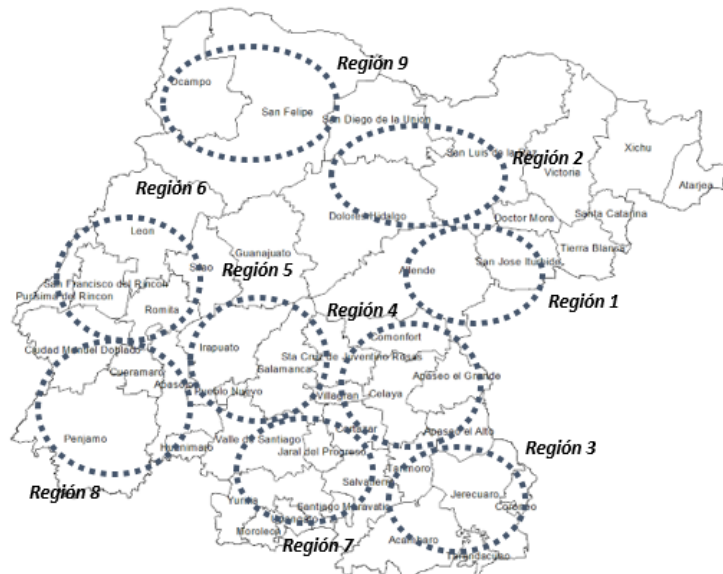 Región 9
Ocampo
San Felipe
San Diego de la Union
San Luis de la Paz
Región 2
Xichu
Victoria
Atarjea
Región 6
Dolores Hidalgo
Doctor Mora
Santa Catarina
Leon
Guanajuato
Silao
Región 5
Allende
San Jose Iturbide
Tierra Blanca
San Francisco del Rincon
Purisima del Rincon
Romita
Región 4
Región 1
Comonfort
Irapuato
Sta Cruz de Juventino Rosas
Ciudad Manuel Doblado
Cueramaro
Salamanca
Apaseo el Grande
Abasolo
Pueblo Nuevo
Villagran
Celaya
Cortazar
Apaseo el Alto
Penjamo
Huanimaro
Valle de Santiago
Jaral del Progreso
Región 3
Tarimoro
Salvatierra
Región 8
Yuriria
Jerecuaro
Santiago Maravatio
Coroneo
Uriangato
Moroleon
Región 7
Acambaro
Tarandacuao